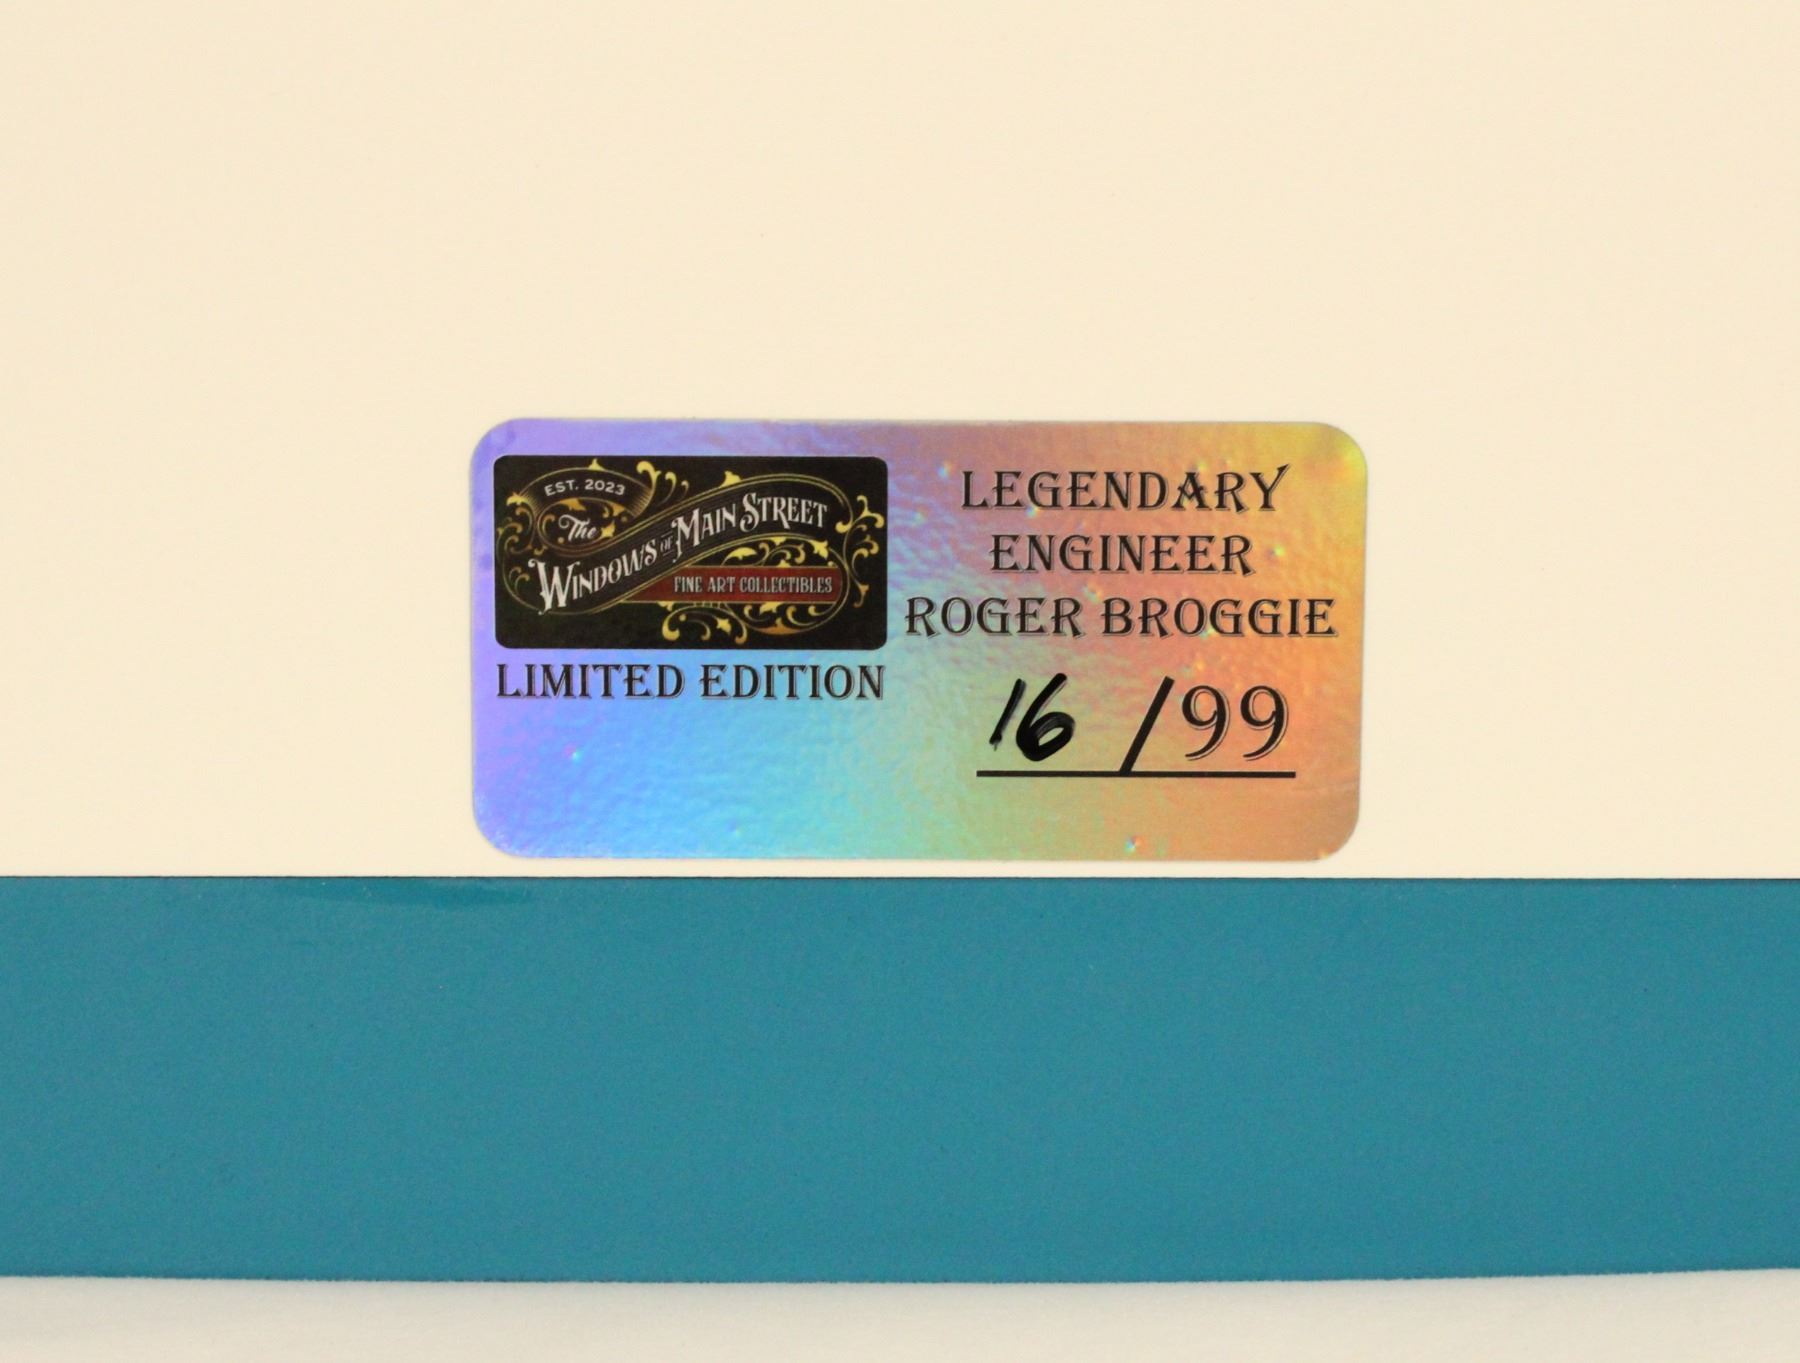 EST. 2023
The
WINDOWS OF MAIN STREET
FINE ART COLLECTIBLES
LIMITED EDITION
LEGENDARY
ENGINEER
ROGER BROGGIE
16 /99